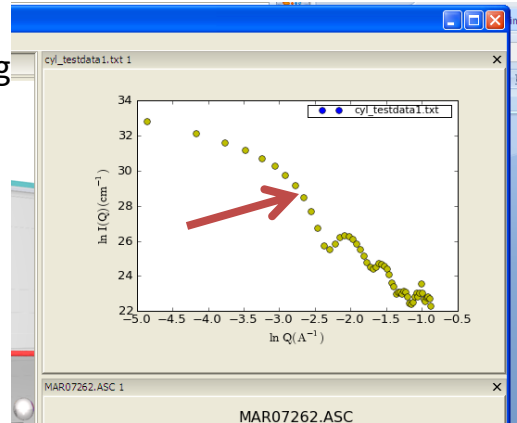 g
cyl_testdata1.txt 1
cyl_testdata1.txt
34
32
30
28
26
24
22
ln I(Q)(cm⁻¹)
−5.0 −4.5 −4.0 −3.5 −3.0 −2.5 −2.0 −1.5 −1.0 −0.5
ln Q(A⁻¹)
MAR07262.ASC 1
MAR07262.ASC